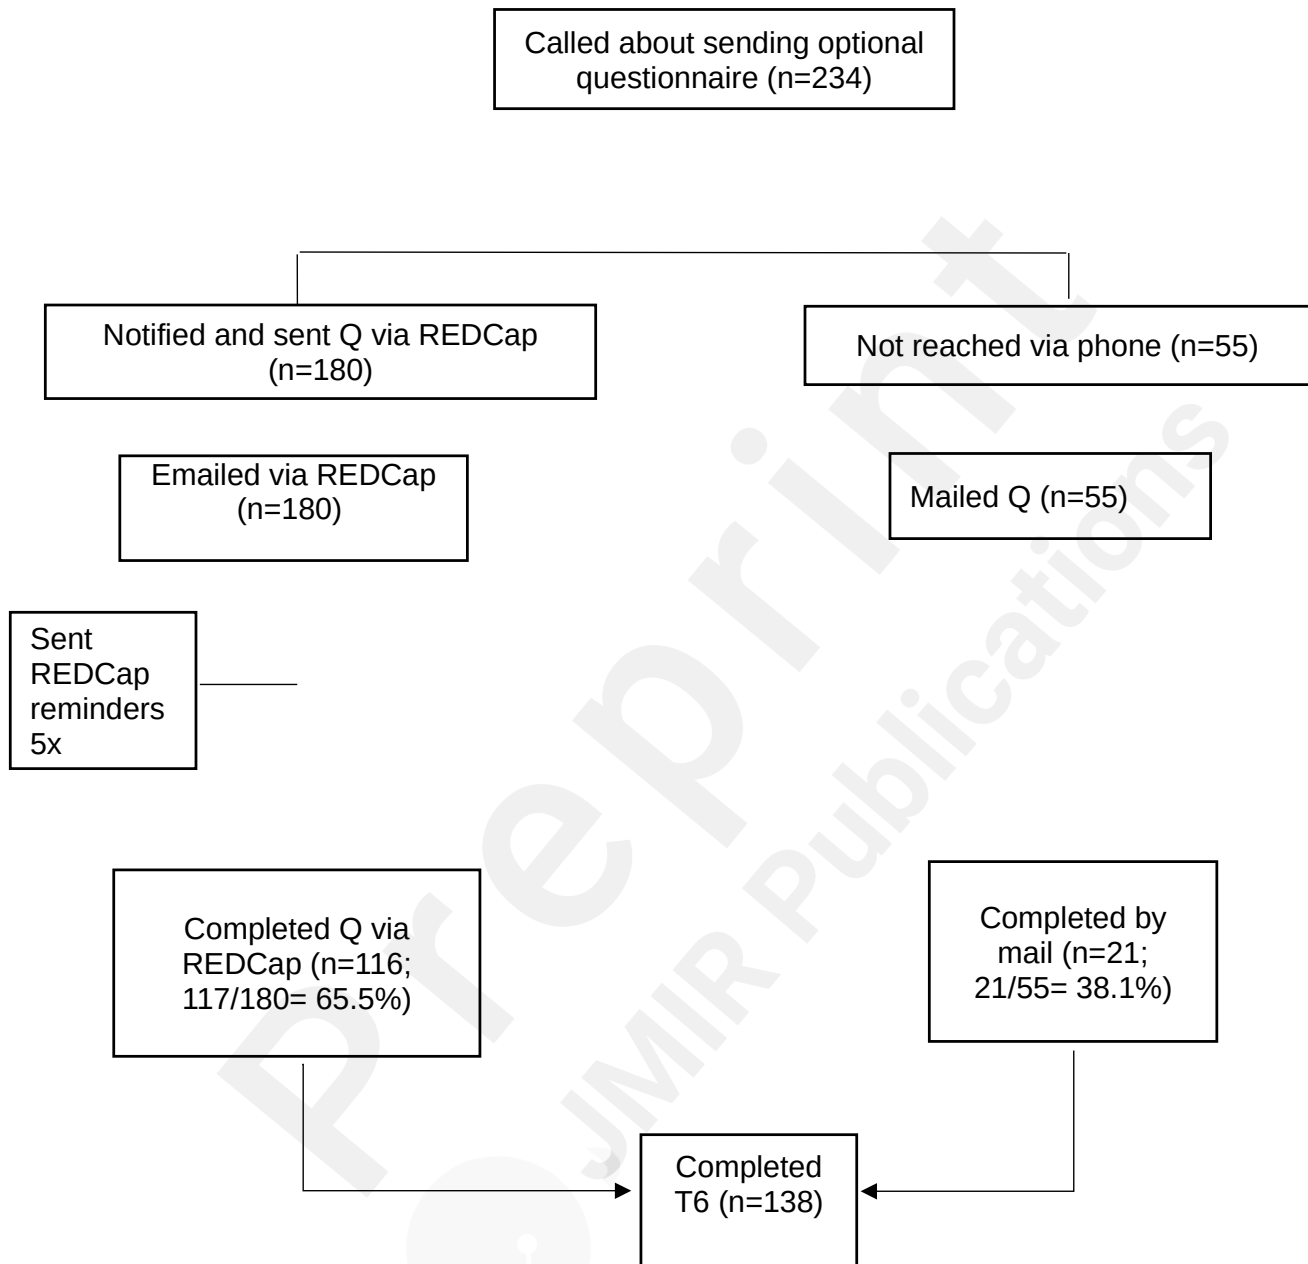 Called about sending optional
questionnaire (n=234)
Notified and sent Q via REDCap
(n=180)
Not reached via phone (n=55)
Emailed via REDCap
(n=180)
Mailed Q (n=55)
Sent
REDCap
reminders
5x
Completed Q via
REDCap (n=116;
117/180= 65.5%)
Completed by
mail (n=21;
21/55= 38.1%)
Completed
T6 (n=138)
Preprint
JMIR Publications